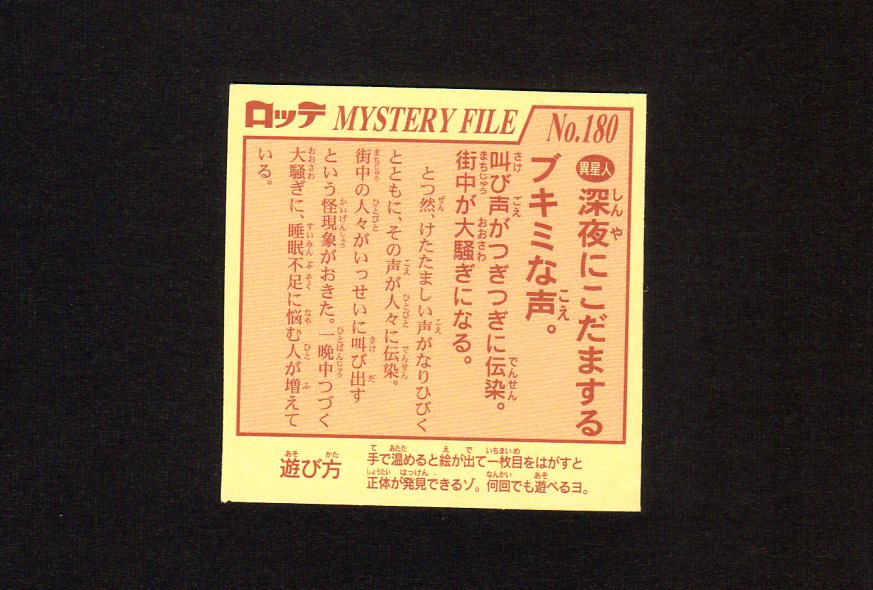 ロッテ MYSTERY FILE
No.180
異星人 深夜にこだまする
ブキミな声。
叫び声がつぎつぎに伝染。
街中が大騒ぎになる。
とつ然、けたたましい声がなりひびく
とともに、その声が人々に伝染。
街中の人々がいっせいに叫び出す
という怪現象がおきた。一晩中つづく
大騒ぎに、睡眠不足に悩む人が増えて
いる。
遊び方
手で温めると絵が出て一枚目をはがすと
正体が発見できるゾ。何回でも遊べるヨ。